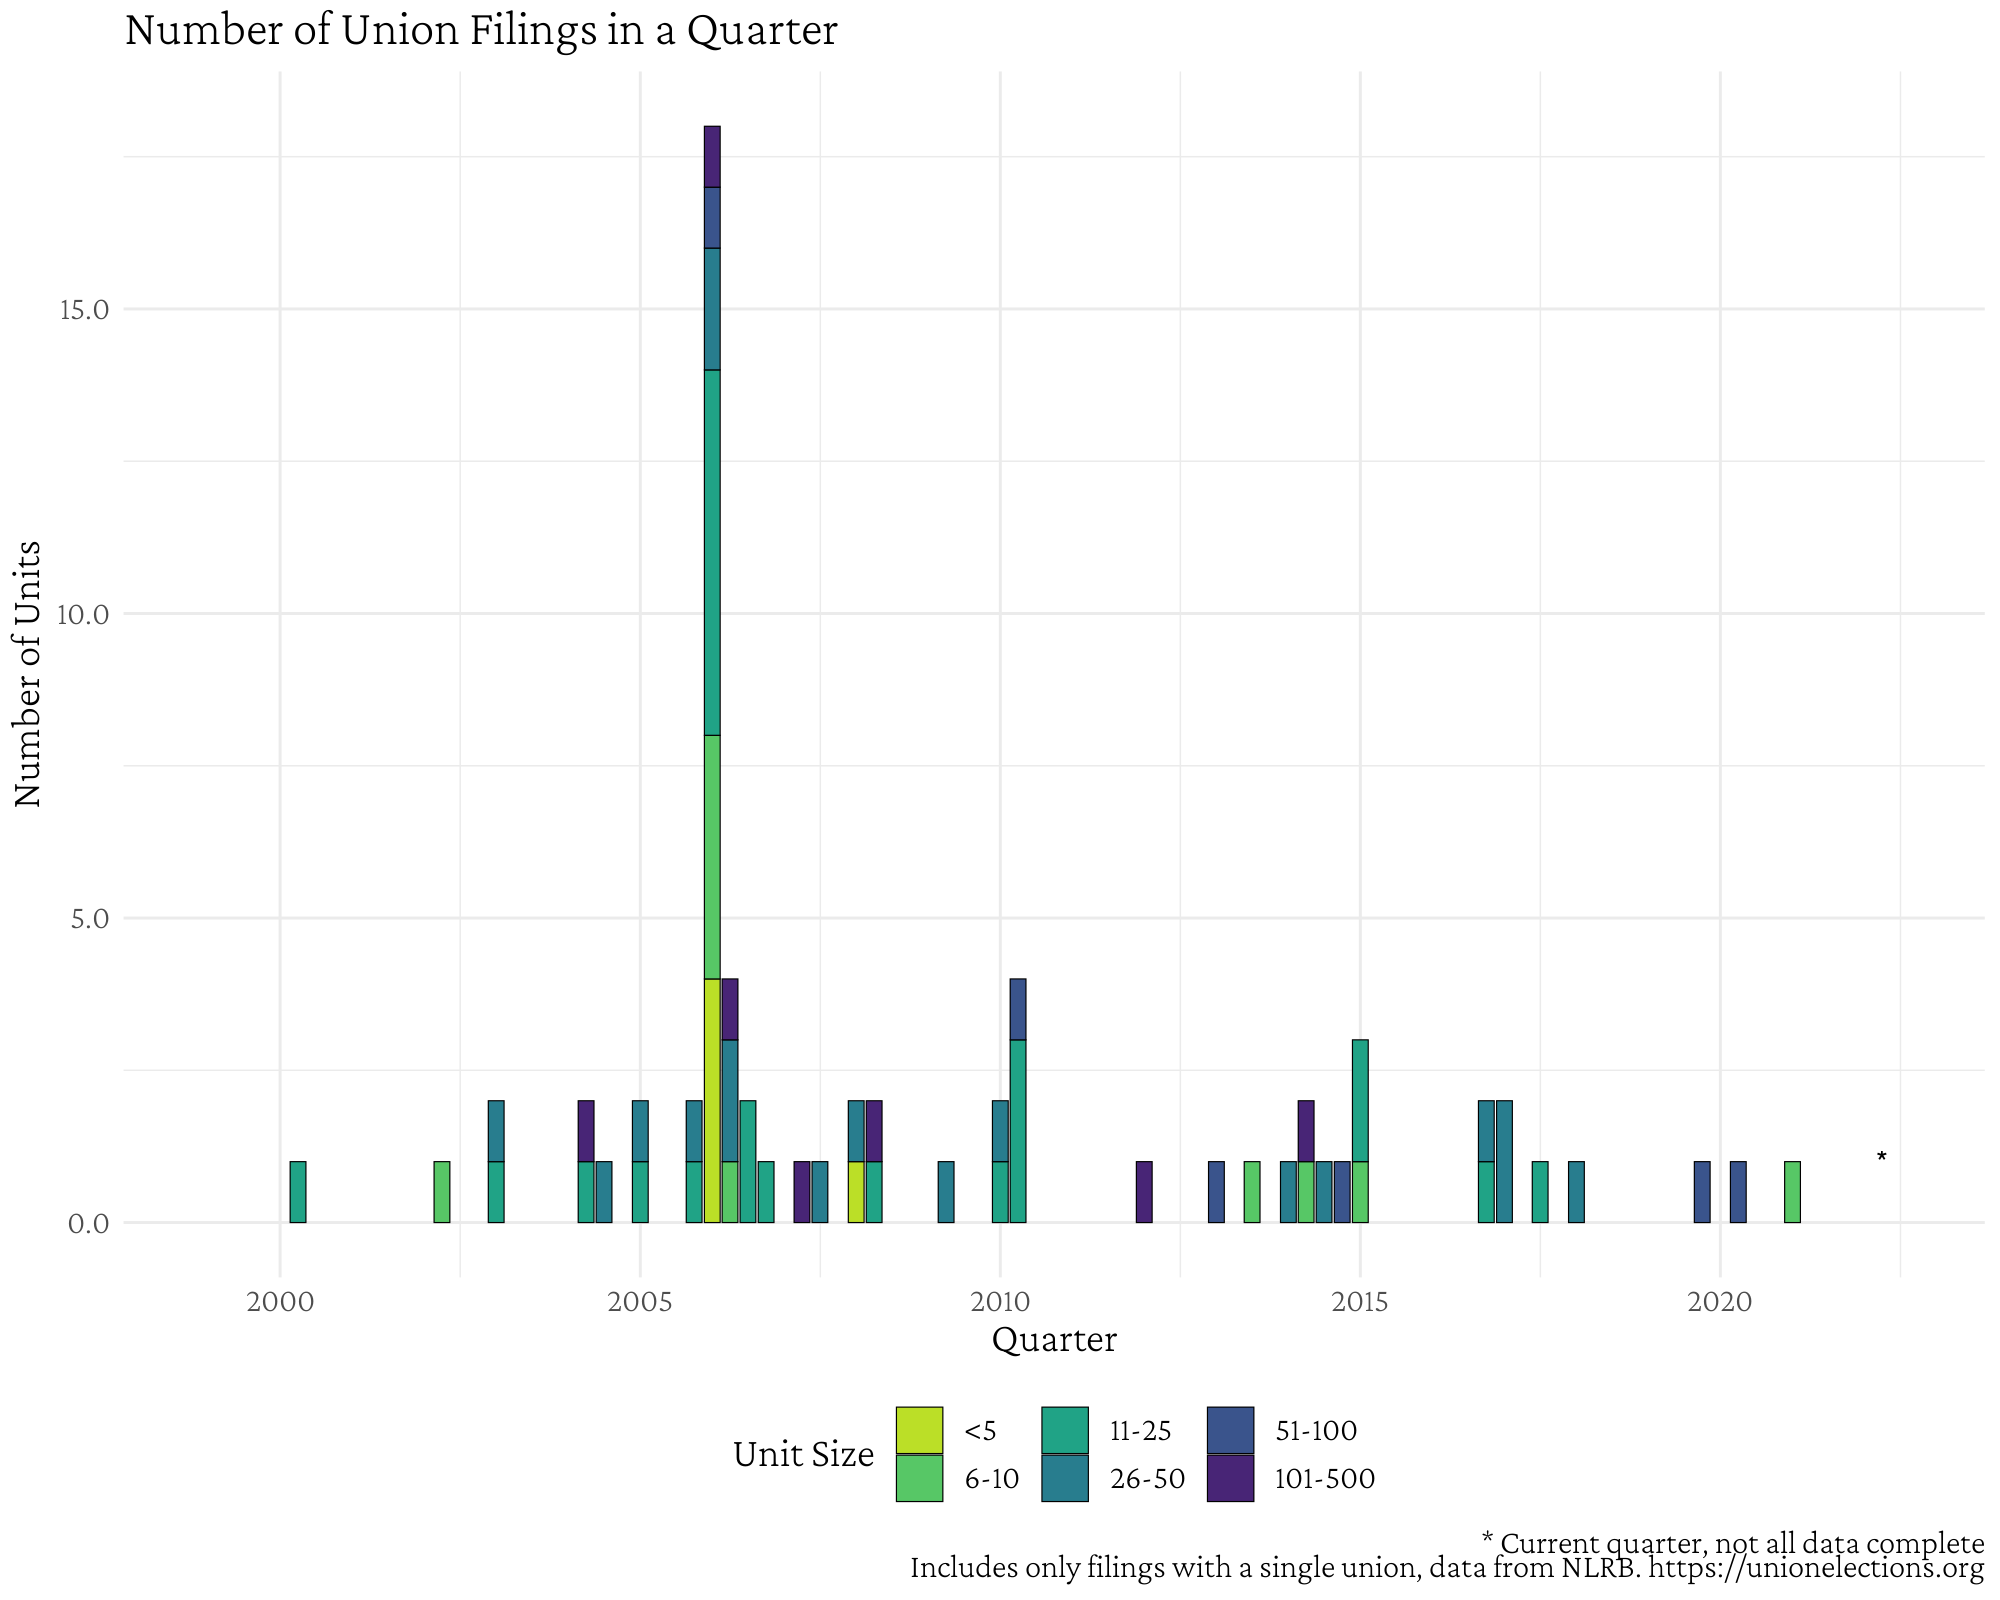 Number of Union Filings in a Quarter
Number of Units
15.0
10.0
5.0
0.0
2000 2005 2010 2015 2020
*
Quarter
Unit Size
<5 11-25 51-100
6-10 26-50 101-500
* Current quarter, not all data complete
Includes only filings with a single union, data from NLRB. https://unionelections.org